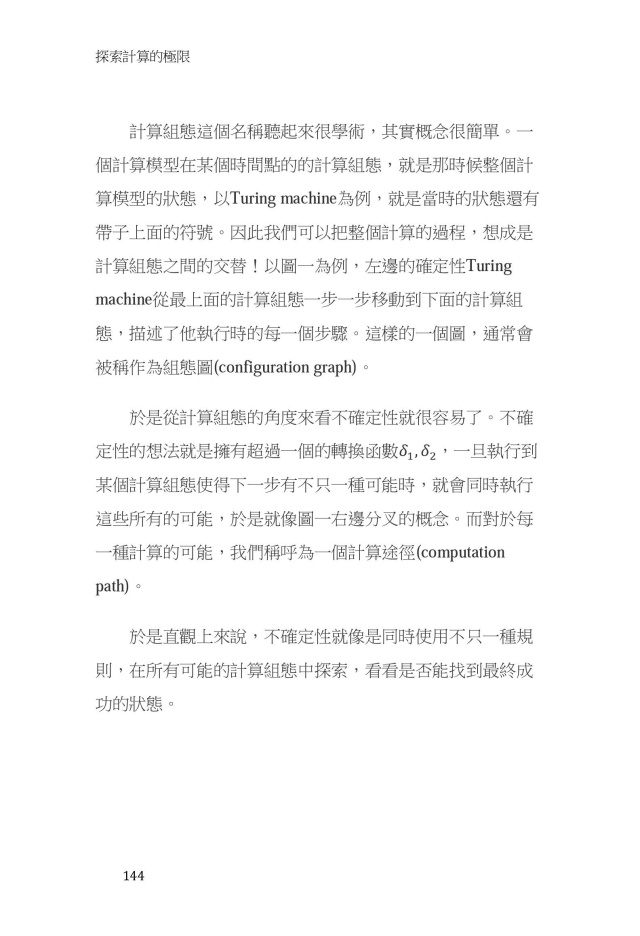 探索計算的極限
計算組態這個名稱聽起來很學術，其實概念很簡單。一
個計算模型在某個時間點的的計算組態，就是那時候整個計
算模型的狀態，以Turing machine為例，就是當時的狀態還有
帶子上面的符號。因此我們可以把整個計算的過程，想成是
計算組態之間的交替！以圖一為例，左邊的確定性Turing
machine從最上面的計算組態一步一步移動到下面的計算組
態，描述了他執行時的每一個步驟。這樣的一個圖，通常會
被稱作為組態圖(configuration graph)。
於是從計算組態的角度來看不確定性就很容易了。不確
定性的想法就是擁有超過一個的轉換函數δ₁, δ₂，一旦執行到
某個計算組態使得下一步有不只一種可能時，就會同時執行
這些所有的可能，於是就像圖一右邊分叉的概念。而對於每
一種計算的可能，我們稱呼為一個計算途徑(computation
path)。
於是直觀上來說，不確定性就像是同時使用不只一種規
則，在所有可能的計算組態中探索，看看是否能找到最終成
功的狀態。
144